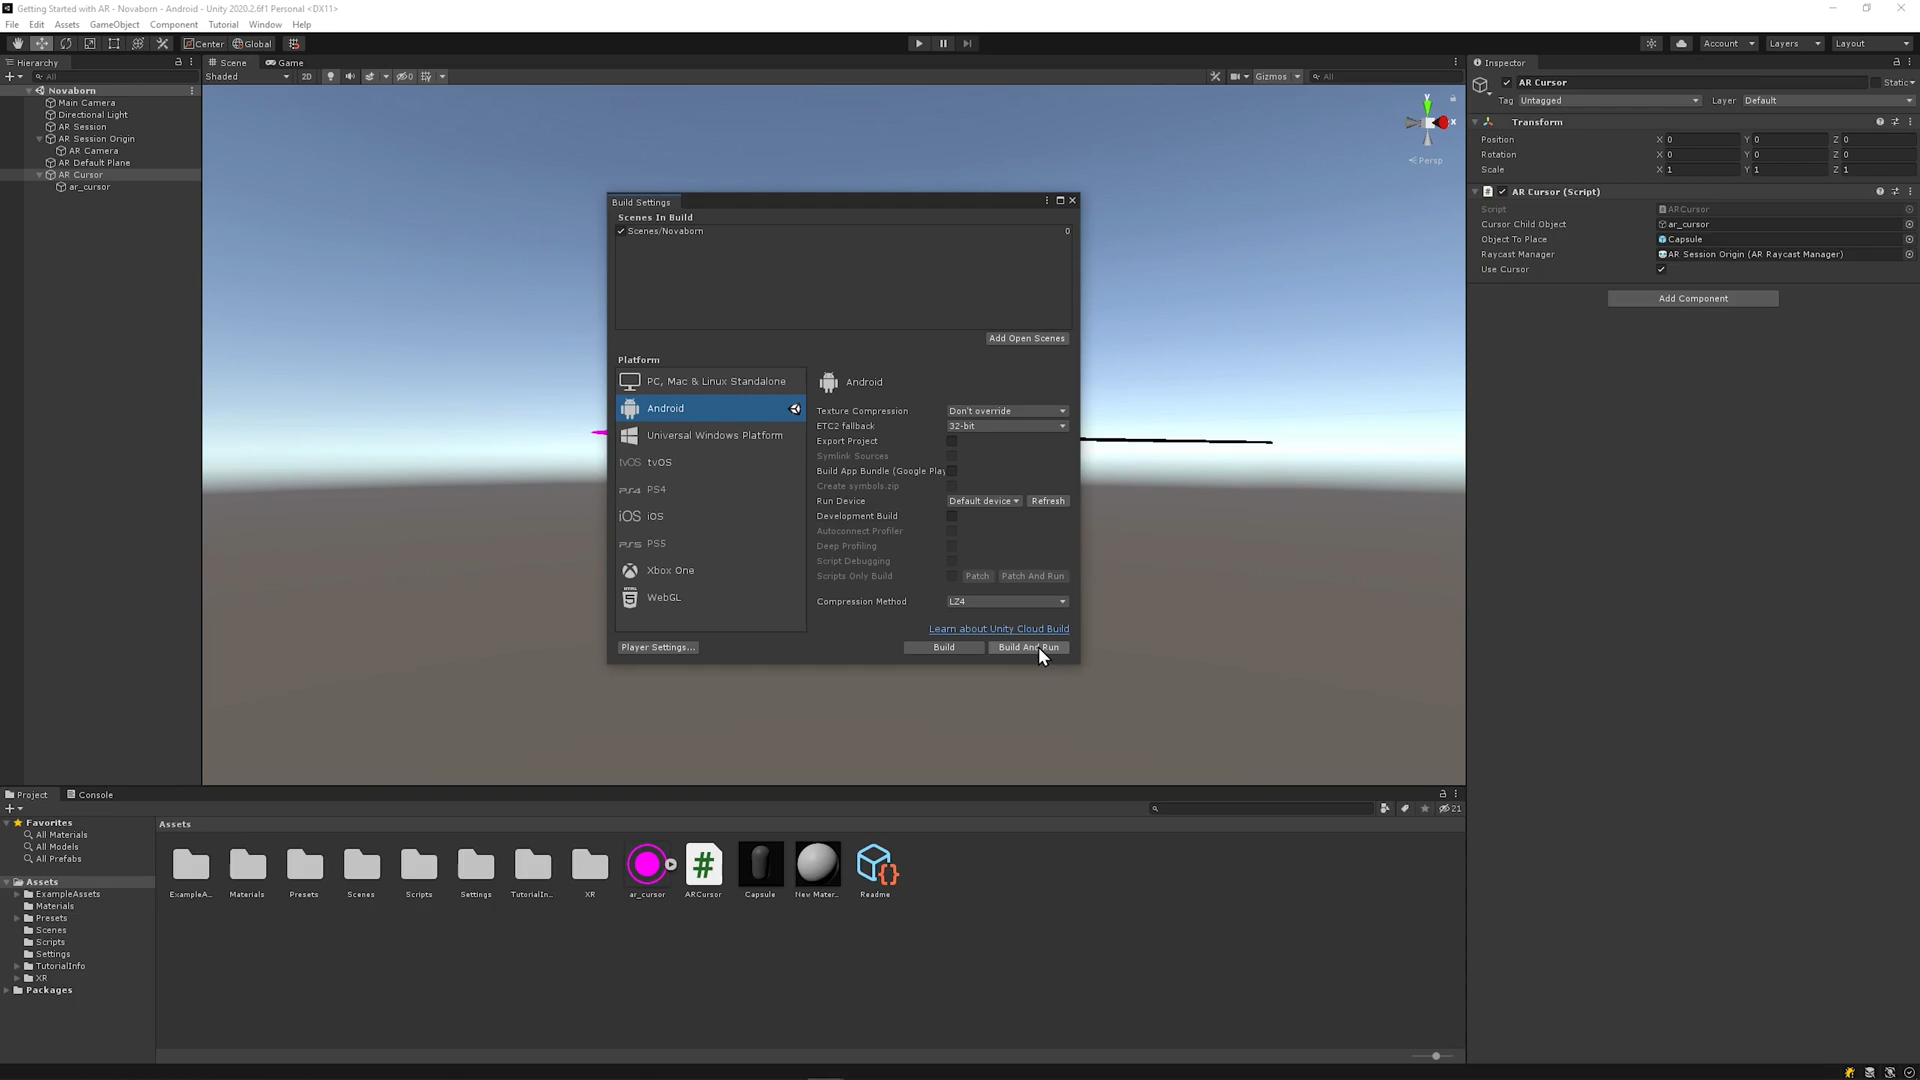 Getting Started with AR - Novaborn - Android - Unity 2020.2.6f1 Personal <DX11>
File Edit Assets GameObject Component Tutorial Window Help
Center Global
Account Layers Layout
Hierarchy
All
Novaborn
Main Camera
Directional Light
AR Session
AR Session Origin
AR Camera
AR Default Plane
AR Cursor
ar_cursor
Scene Game
Shaded 2D 0 Gizmos All
y
x
Persp
Build Settings
Scenes In Build
Scenes/Novaborn 0
Add Open Scenes
Platform
PC, Mac & Linux Standalone
Android
Universal Windows Platform
tvOS tvOS
PS4 PS4
iOS iOS
PS5 PS5
Xbox One
HTML 5 WebGL
Android
Texture Compression Don't override
ETC2 fallback 32-bit
Export Project
Symlink Sources
Build App Bundle (Google Play
Create symbols.zip
Run Device Default device Refresh
Development Build
Autoconnect Profiler
Deep Profiling
Script Debugging
Scripts Only Build Patch Patch And Run
Compression Method LZ4
Learn about Unity Cloud Build
Player Settings... Build Build And Run
Inspector
AR Cursor Static
Tag Untagged Layer Default
Transform
Position X 0 Y 0 Z 0
Rotation X 0 Y 0 Z 0
Scale X 1 Y 1 Z 1
# AR Cursor (Script)
Script ARCursor
Cursor Child Object ar_cursor
Object To Place Capsule
Raycast Manager AR Session Origin (AR Raycast Manager)
Use Cursor
Add Component
Project Console
21
Favorites
All Materials
All Models
All Prefabs
Assets
ExampleAssets
Materials
Presets
Scenes
Scripts
Settings
TutorialInfo
XR
Packages
Assets
ExampleA... Materials Presets Scenes Scripts Settings TutorialIn... XR ar_cursor ARCursor Capsule New Mater... Readme